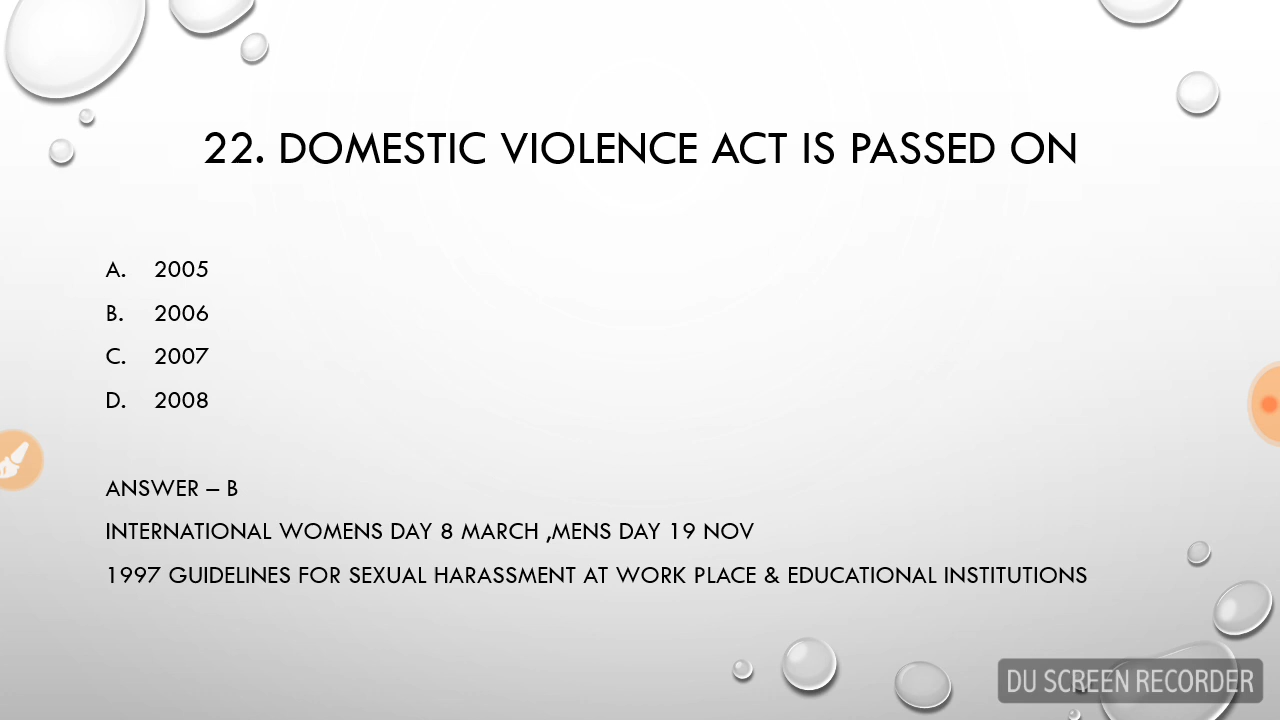 22. DOMESTIC VIOLENCE ACT IS PASSED ON
A. 2005
B. 2006
C. 2007
D. 2008
ANSWER – B
INTERNATIONAL WOMENS DAY 8 MARCH ,MENS DAY 19 NOV
1997 GUIDELINES FOR SEXUAL HARASSMENT AT WORK PLACE & EDUCATIONAL INSTITUTIONS
DU SCREEN RECORDER